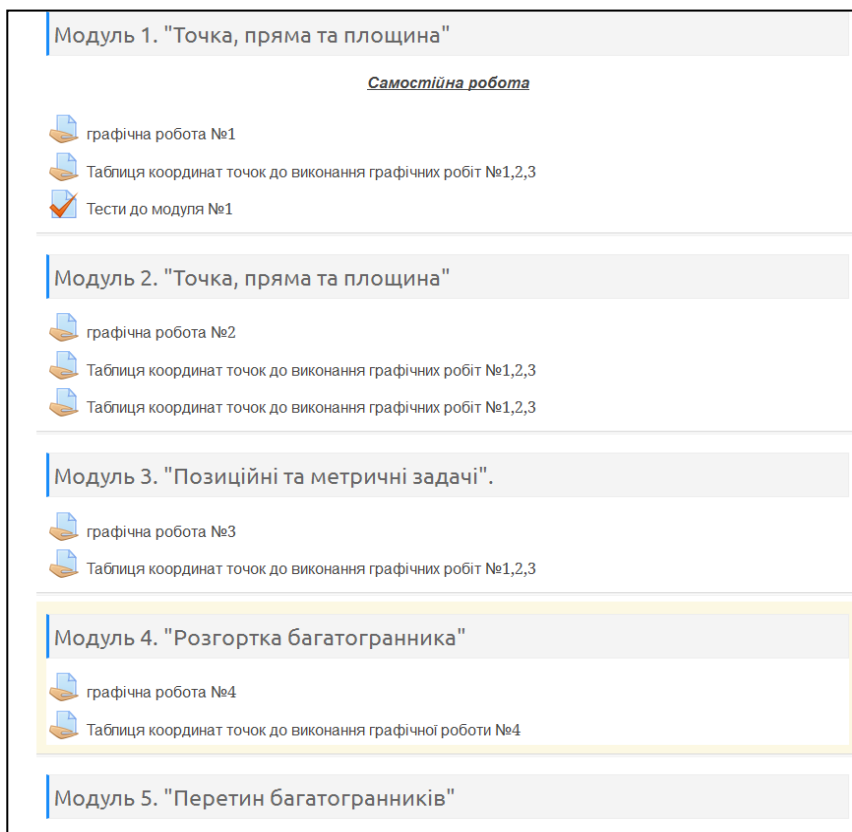 Модуль 1. "Точка, пряма та площина"
Самостійна робота
графічна робота №1
Таблиця координат точок до виконання графічних робіт №1,2,3
Тести до модуля №1
Модуль 2. "Точка, пряма та площина"
графічна робота №2
Таблиця координат точок до виконання графічних робіт №1,2,3
Таблиця координат точок до виконання графічних робіт №1,2,3
Модуль 3. "Позиційні та метричні задачі".
графічна робота №3
Таблиця координат точок до виконання графічних робіт №1,2,3
Модуль 4. "Розгортка багатогранника"
графічна робота №4
Таблиця координат точок до виконання графічної роботи №4
Модуль 5. "Перетин багатогранників"